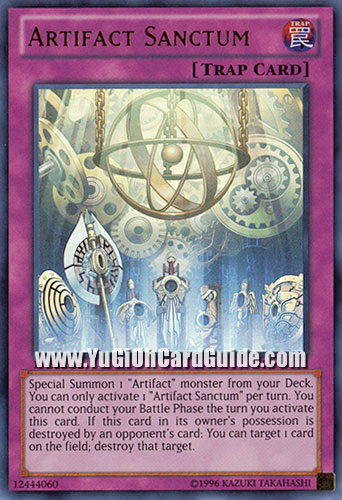 Artifact Sanctum
TRAP
罠
[Trap Card]
www.YuGiOhCardGuide.com
Special Summon 1 "Artifact" monster from your Deck.
You can only activate 1 "Artifact Sanctum" per turn. You
cannot conduct your Battle Phase the turn you activate
this card. If this card in its owner's possession is
destroyed by an opponent's card: You can target 1 card
on the field; destroy that target.
12444060
©1996 KAZUKI TAKAHASHI